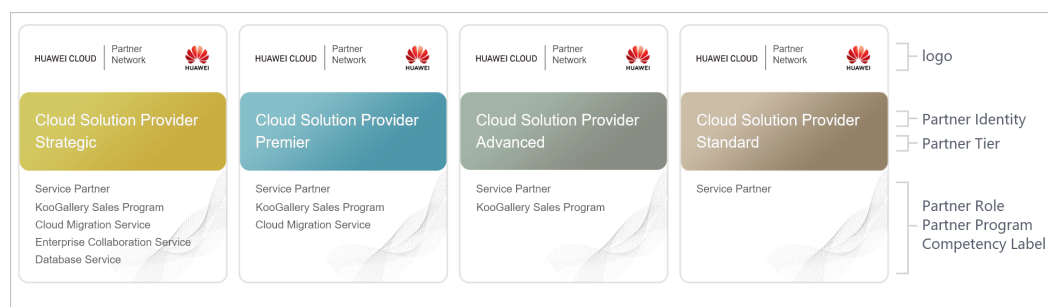 HUAWEI CLOUD
Partner
Network
HUAWEI
Cloud Solution Provider
Strategic
Service Partner
KooGallery Sales Program
Cloud Migration Service
Enterprise Collaboration Service
Database Service
HUAWEI CLOUD
Partner
Network
HUAWEI
Cloud Solution Provider
Premier
Service Partner
KooGallery Sales Program
Cloud Migration Service
HUAWEI CLOUD
Partner
Network
HUAWEI
Cloud Solution Provider
Advanced
Service Partner
KooGallery Sales Program
HUAWEI CLOUD
Partner
Network
HUAWEI
Cloud Solution Provider
Standard
Service Partner
logo
Partner Identity
Partner Tier
Partner Role
Partner Program
Competency Label